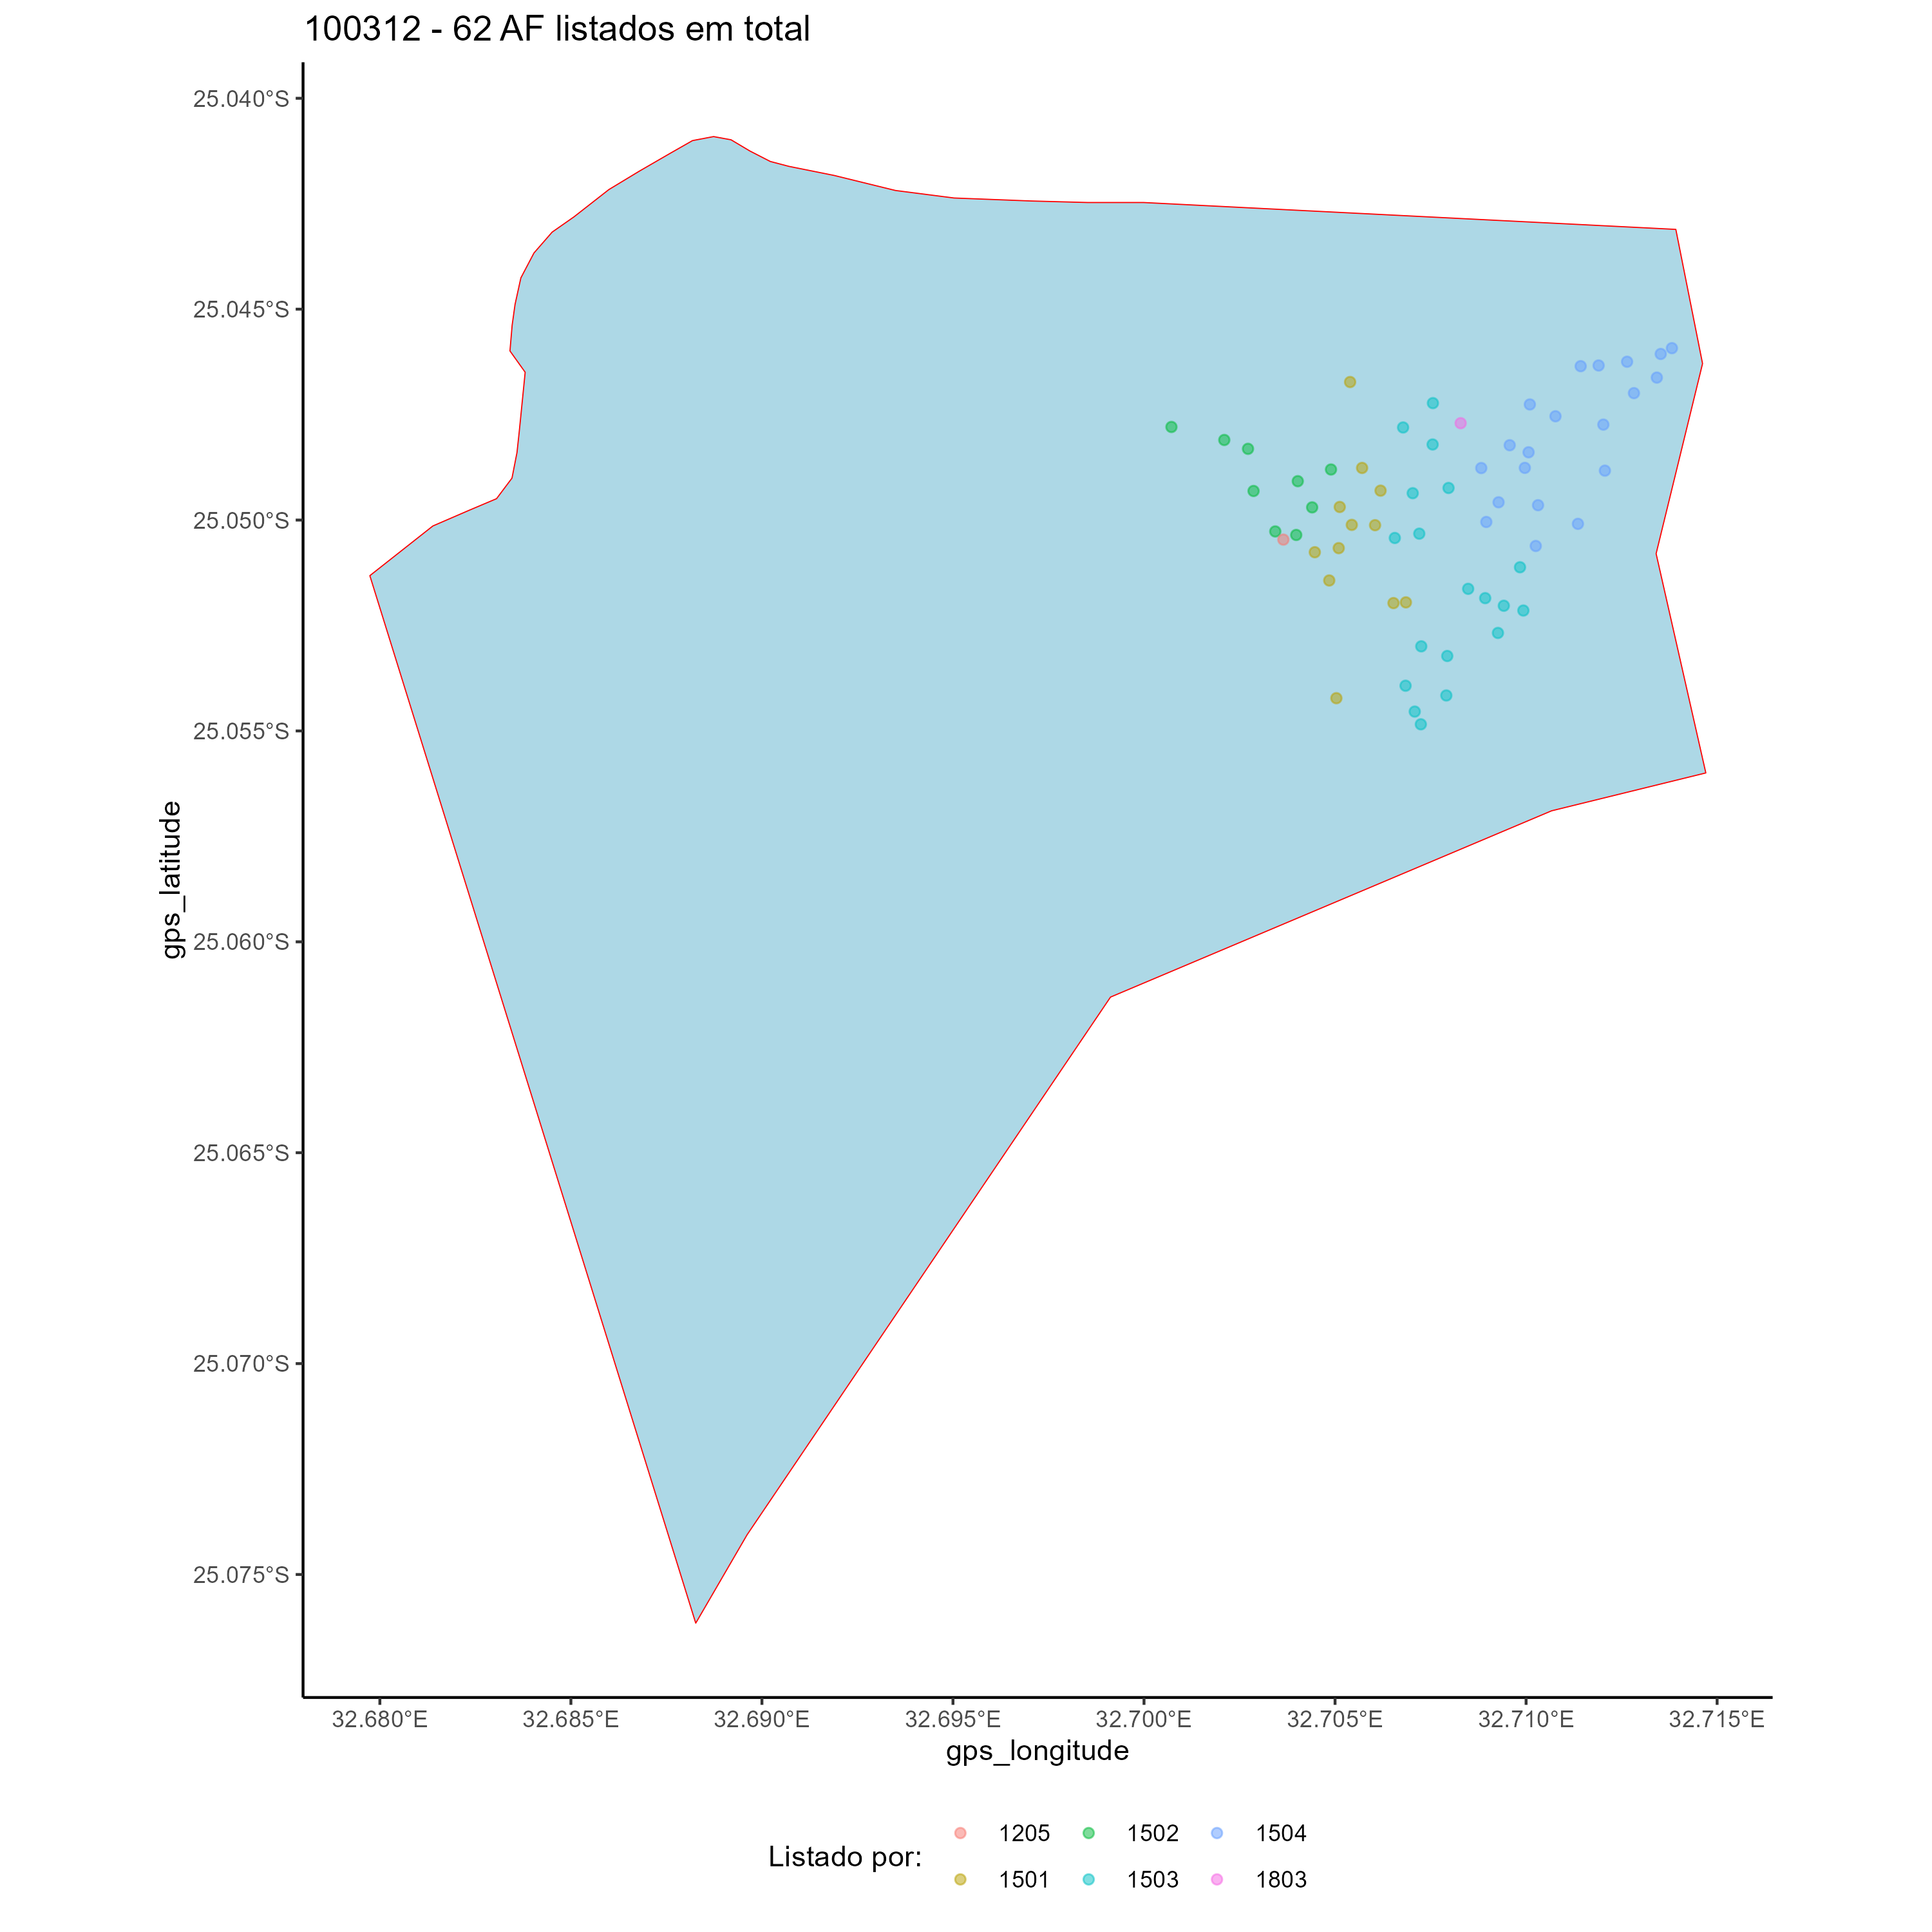 100312 - 62 AF listados em total
25.040°S
25.045°S
25.050°S
25.055°S
25.060°S
25.065°S
25.070°S
25.075°S
gps_latitude
32.680°E 32.685°E 32.690°E 32.695°E 32.700°E 32.705°E 32.710°E 32.715°E
gps_longitude
Listado por:
1205 1502 1504
1501 1503 1803